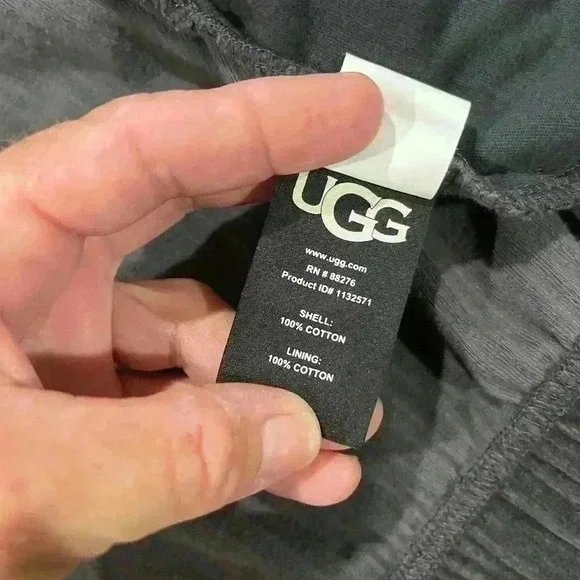 UGG
www.ugg.com
RN # 88276
Product ID# 1132571
SHELL:
100% COTTON
LINING:
100% COTTON